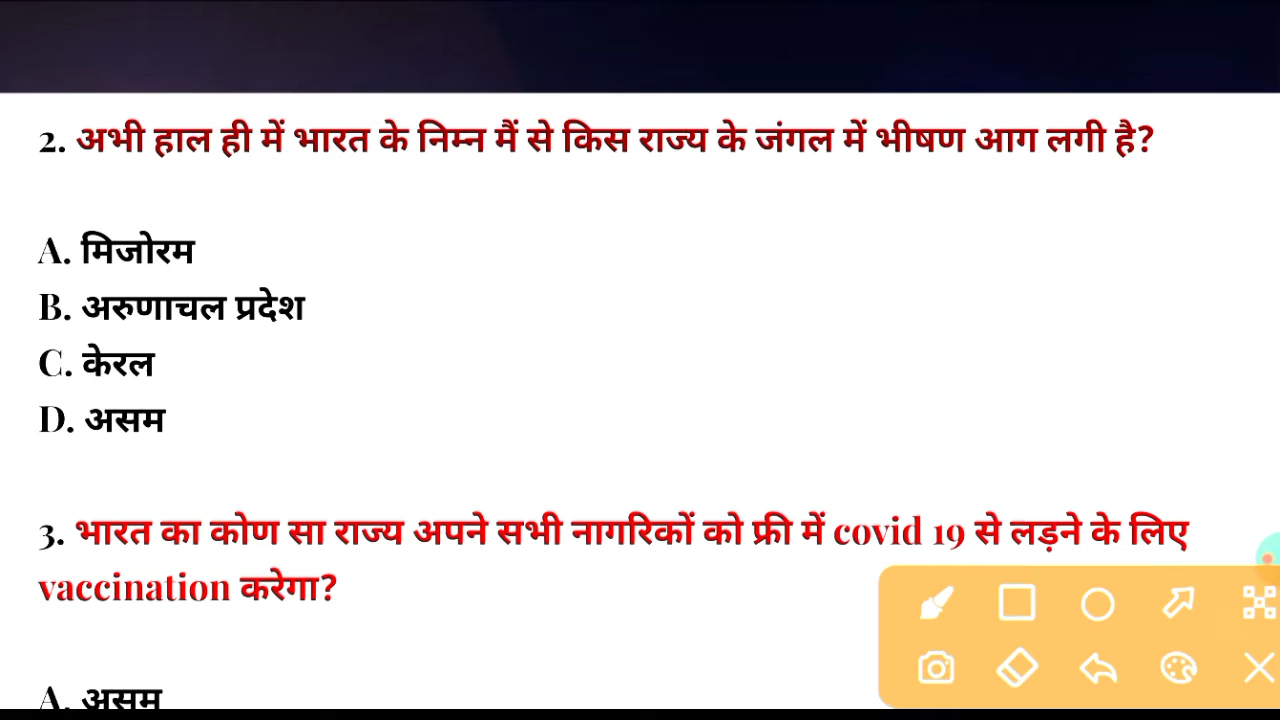 2. अभी हाल ही में भारत के निम्न मैं से किस राज्य के जंगल में भीषण आग लगी है?
A. मिजोरम
B. अरुणाचल प्रदेश
C. केरल
D. असम
3. भारत का कोण सा राज्य अपने सभी नागरिकों को फ्री में covid 19 से लड़ने के लिए
vaccination करेगा?
A. असम